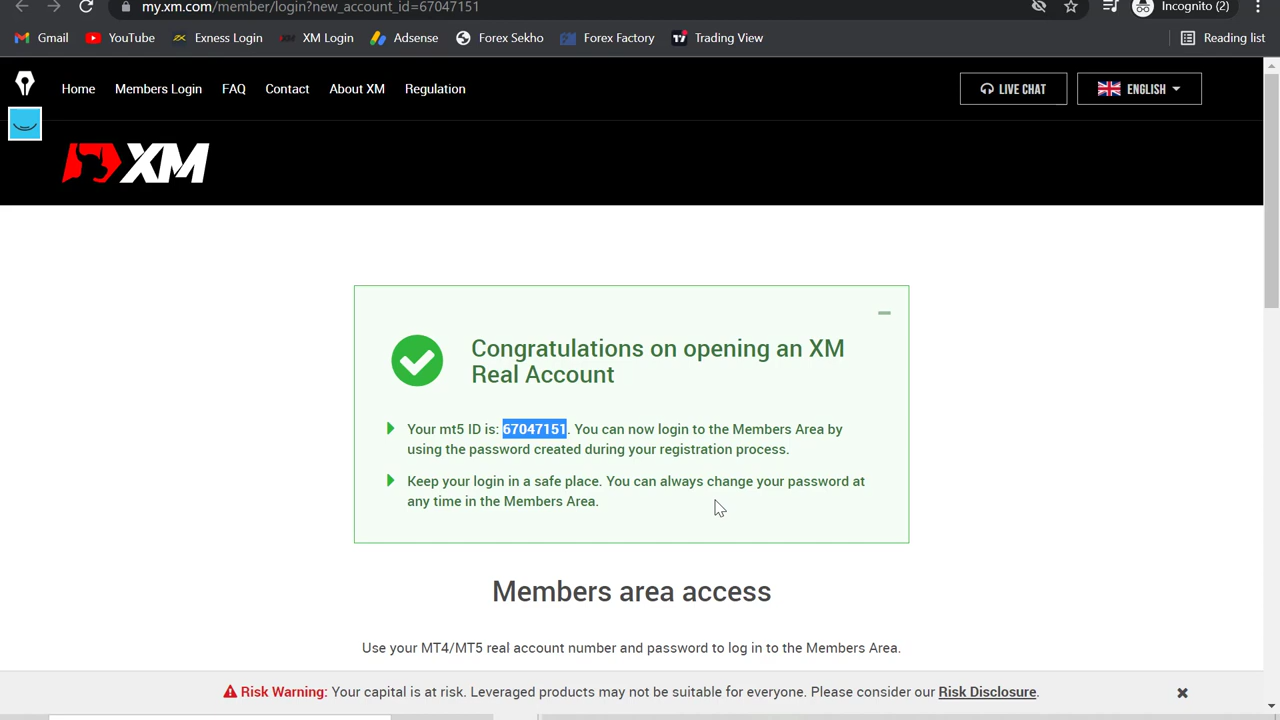 my.xm.com/member/login?new_account_id=67047151
Incognito (2)
Gmail
YouTube
Exness Login
XM Login
Adsense
Forex Sekho
Forex Factory
Trading View
Reading list
Home
Members Login
FAQ
Contact
About XM
Regulation
LIVE CHAT
ENGLISH
XM
Congratulations on opening an XM
Real Account
Your mt5 ID is: 67047151. You can now login to the Members Area by
using the password created during your registration process.
Keep your login in a safe place. You can always change your password at
any time in the Members Area.
Members area access
Use your MT4/MT5 real account number and password to log in to the Members Area.
Risk Warning: Your capital is at risk. Leveraged products may not be suitable for everyone. Please consider our Risk Disclosure.